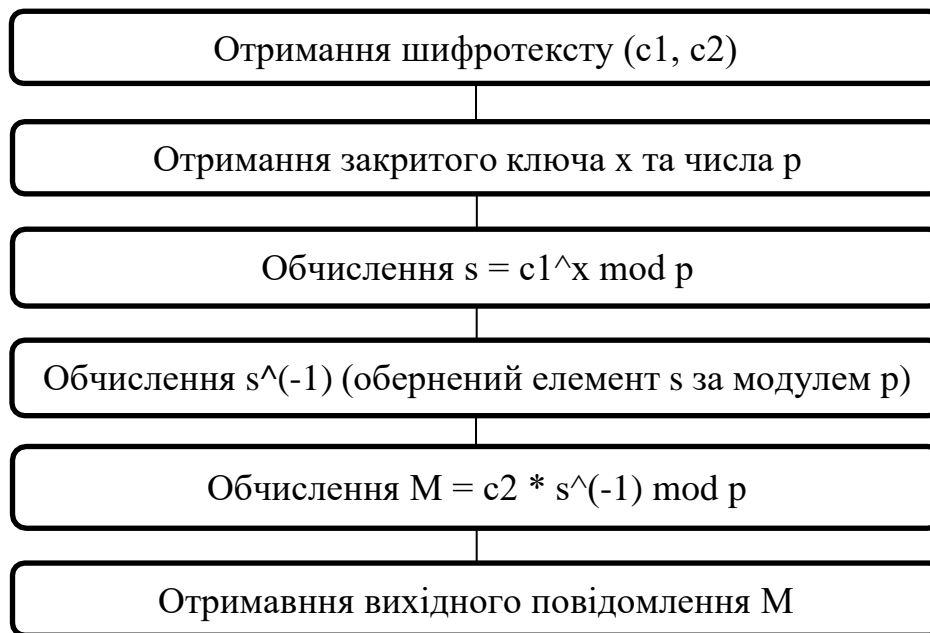 Отримання шифротексту (c1, c2)
Отримання закритого ключа x та числа p
Обчислення s = c1^x mod p
Обчислення s^(-1) (обернений елемент s за модулем p)
Обчислення M = c2 * s^(-1) mod p
Отримавння вихідного повідомлення M